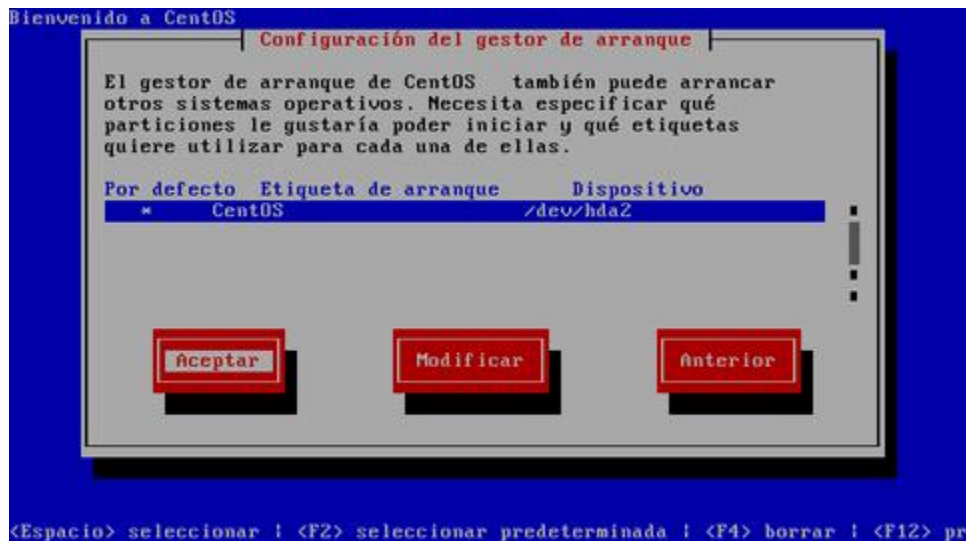 Bienvenido a CentOS
Configuración del gestor de arranque
El gestor de arranque de CentOS también puede arrancar
otros sistemas operativos. Necesita especificar qué
particiones le gustaría poder iniciar y qué etiquetas
quiere utilizar para cada una de ellas.
Por defecto Etiqueta de arranque Dispositivo
* CentOS /dev/hda2
Aceptar Modificar Anterior
<Espacio> seleccionar | <F2> seleccionar predeterminada | <F4> borrar | <F12> pr